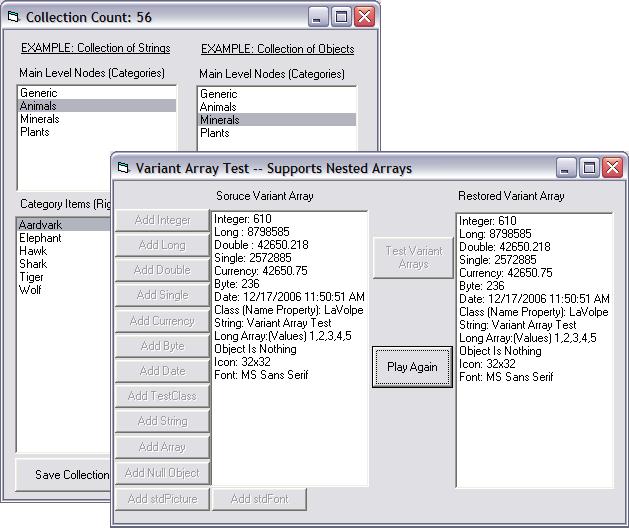 Collection Count: 56
EXAMPLE: Collection of Strings
EXAMPLE: Collection of Objects
Main Level Nodes (Categories)
Main Level Nodes (Categories)
Generic
Animals
Minerals
Plants
Generic
Animals
Minerals
Plants
Category Items (Rig
Aardvark
Elephant
Hawk
Shark
Tiger
Wolf
Save Collection
Variant Array Test -- Supports Nested Arrays
Soruce Variant Array
Restored Variant Array
Add Integer
Add Long
Add Double
Add Single
Add Currency
Add Byte
Add Date
Add TestClass
Add String
Add Array
Add Null Object
Add stdPicture
Add stdFont
Integer: 610
Long : 8798585
Double : 42650.218
Single: 2572885
Currency: 42650.75
Byte: 236
Date: 12/17/2006 11:50:51 AM
Class (Name Property): LaVolpe
String: Variant Array Test
Long Array:(Values) 1,2,3,4,5
Object Is Nothing
Icon: 32x32
Font: MS Sans Serif
Test Variant
Arrays
Play Again
Integer: 610
Long : 8798585
Double: 42650.218
Single: 2572885
Currency: 42650.75
Byte: 236
Date: 12/17/2006 11:50:51 AM
Class (Name Property): LaVolpe
String: Variant Array Test
Long Array:(Values) 1,2,3,4,5
Object Is Nothing
Icon: 32x32
Font: MS Sans Serif